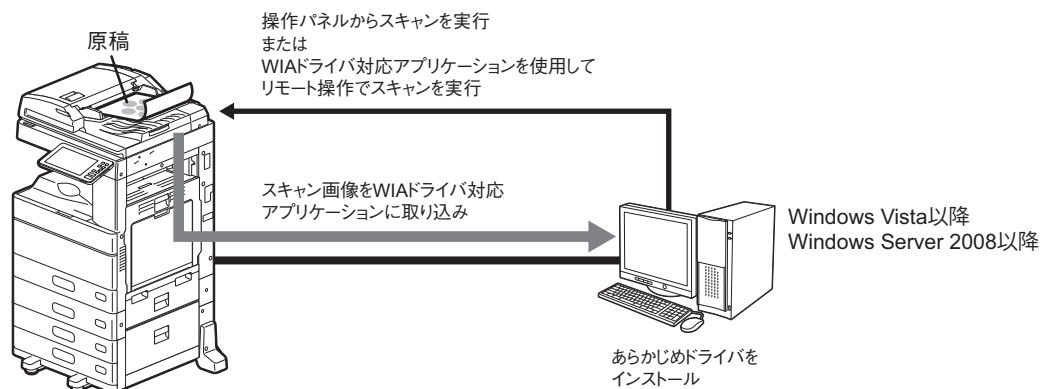 操作パネルからスキャンを実行
または
WIAドライバ対応アプリケーションを使用して
リモート操作でスキャンを実行
原稿
スキャン画像をWIAドライバ対応
アプリケーションに取り込み
Windows Vista以降
Windows Server 2008以降
あらかじめドライバを
インストール